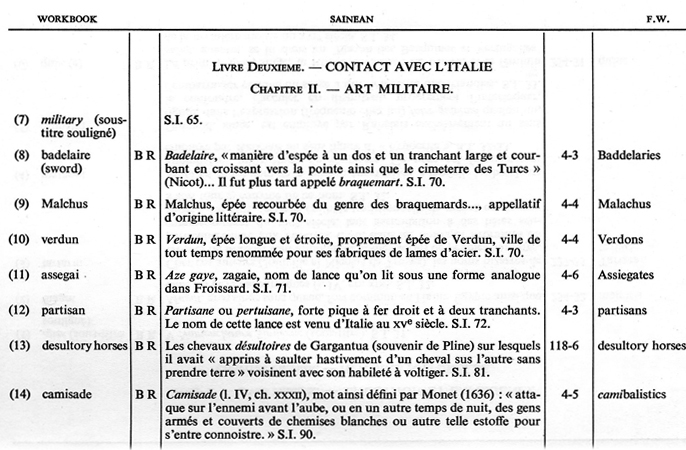 WORKBOOK SAINEAN F.W.
LIVRE DEUXIEME. — CONTACT AVEC L'ITALIE
CHAPITRE II. — ART MILITAIRE.
(7) military (sous- S.I. 65.
titre souligné)
(8) badelaire B R Badelaire, « manière d'espée à un dos et un tranchant large et cour- 4-3 Baddelaries
(sword) bant en croissant vers la pointe ainsi que le cimeterre des Turcs »
(Nicot)... Il fut plus tard appelé braquemart. S.I. 70.
(9) Malchus B R Malchus, épée recourbée du genre des braquemards..., appellatif 4-4 Malachus
d'origine littéraire. S.I. 70.
(10) verdun B R Verdun, épée longue et étroite, proprement épée de Verdun, ville de 4-4 Verdons
tout temps renommée pour ses fabriques de lames d'acier. S.I. 70.
(11) assegai B R Aze gaye, zagaie, nom de lance qu'on lit sous une forme analogue 4-6 Assiegates
dans Froissard. S.I. 71.
(12) partisan B R Partisane ou pertuisane, forte pique à fer droit et à deux tranchants. 4-3 partisans
Le nom de cette lance est venu d'Italie au xvᵉ siècle. S.I. 72.
(13) desultory horses B R Les chevaux désultoires de Gargantua (souvenir de Pline) sur lesquels 118-6 desultory horses
il avait « apprins à saulter hastivement d'un cheval sus l'autre sans
prendre terre » voisinent avec son habileté à voltiger. S.I. 81.
(14) camisade B R Camisade (l. IV, ch. xxxii), mot ainsi défini par Monet (1636) : « atta- 4-5 camibalistics
que sur l'ennemi avant l'aube, ou en un autre temps de nuit, des gens
armés et couverts de chemises blanches ou autre telle estoffe pour
s'entre connoistre. » S.I. 90.